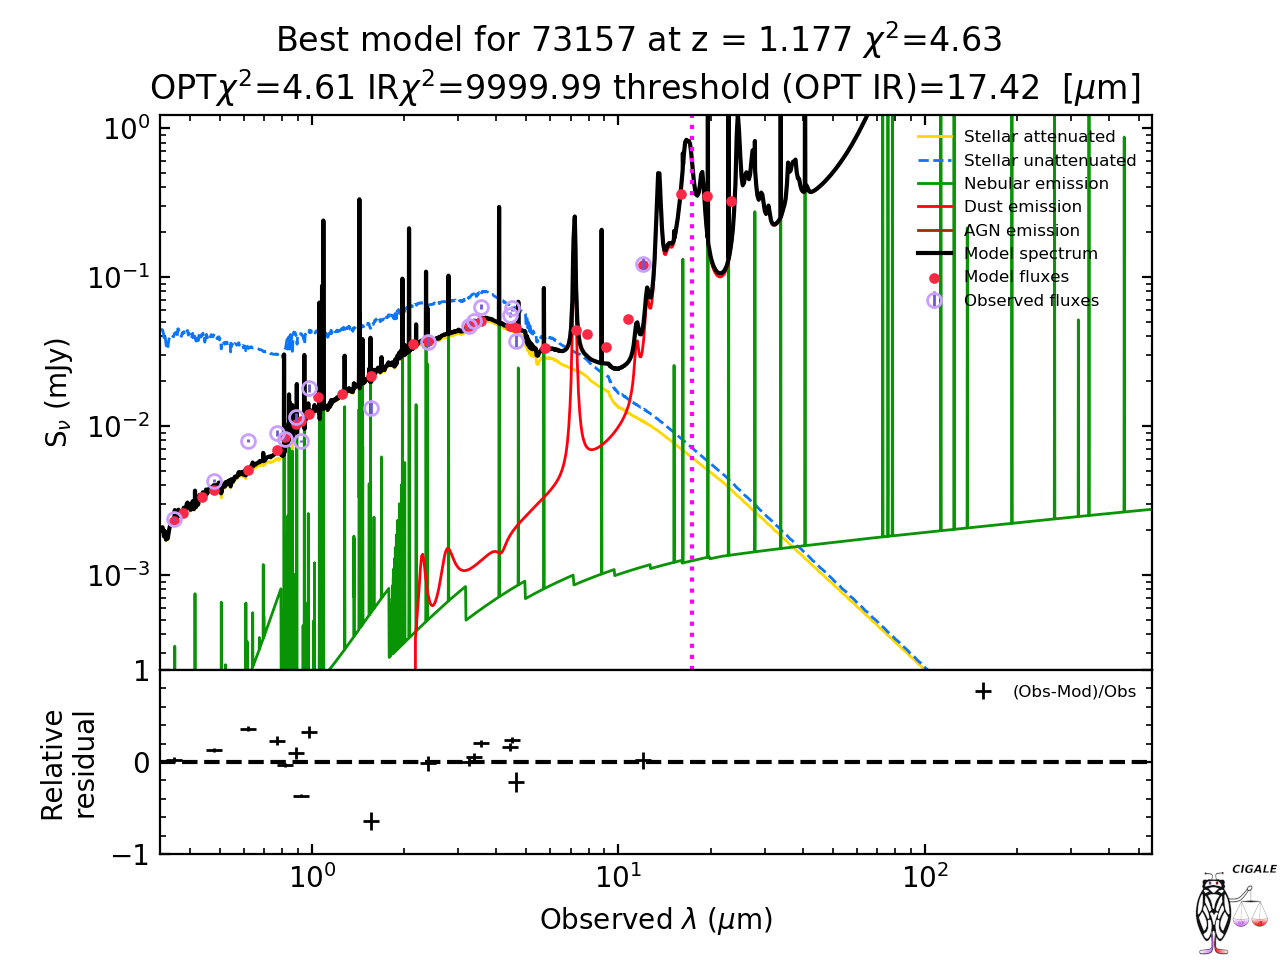 Best model for 73157 at z = 1.177 χ²=4.63
OPTχ²=4.61 IRχ²=9999.99 threshold (OPT IR)=17.42 [μm]
Stellar attenuated
Stellar unattenuated
Nebular emission
Dust emission
AGN emission
Model spectrum
Model fluxes
Observed fluxes
10⁰
10⁻¹
10⁻²
10⁻³
S_ν (mJy)
(Obs-Mod)/Obs
1
0
−1
Relative
residual
10⁰ 10¹ 10²
Observed λ (μm)
CIGALE